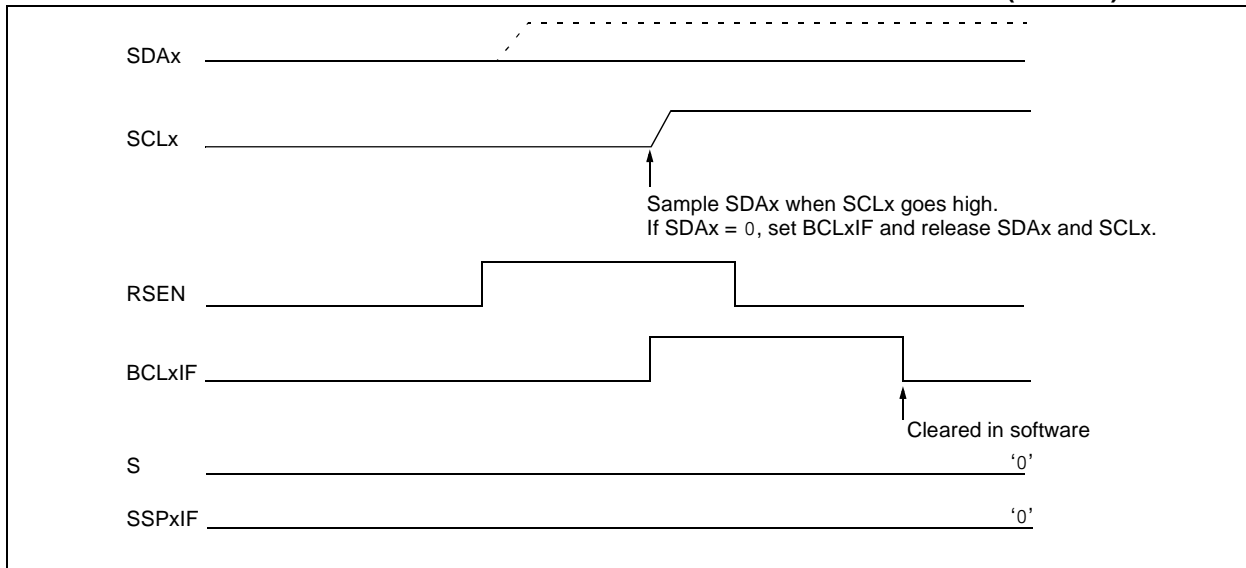 SDAx
SCLx
Sample SDAx when SCLx goes high.
If SDAx = 0, set BCLxIF and release SDAx and SCLx.
RSEN
BCLxIF
Cleared in software
S
‘0’
SSPxIF
‘0’